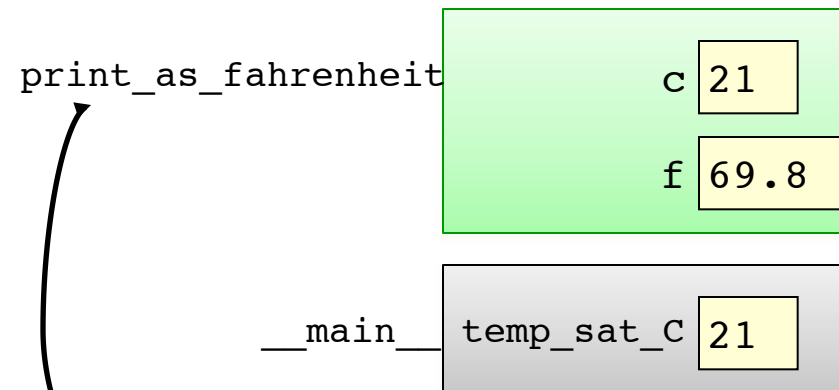 print_as_fahrenheit c 21
f 69.8
__main__ temp_sat_C 21